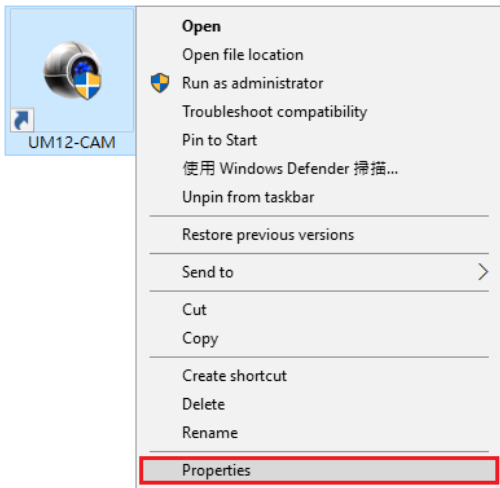 UM12-CAM
Open
Open file location
Run as administrator
Troubleshoot compatibility
Pin to Start
使用 Windows Defender 掃描...
Unpin from taskbar
Restore previous versions
Send to
Cut
Copy
Create shortcut
Delete
Rename
Properties